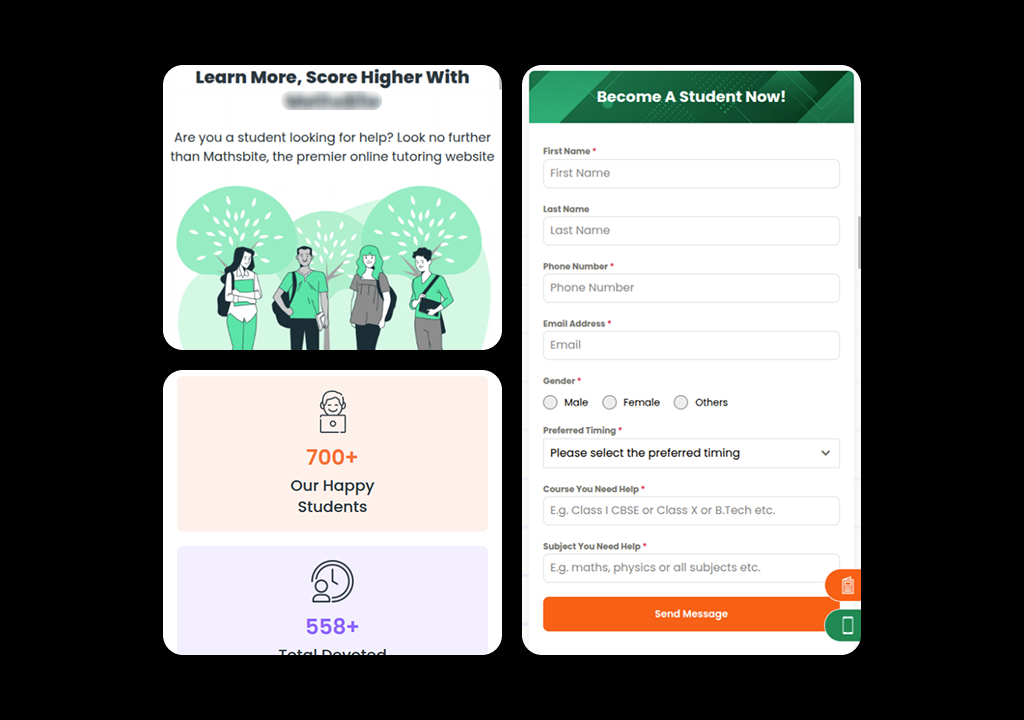 Learn More, Score Higher With
Are you a student looking for help? Look no further
than Mathsbite, the premier online tutoring website
700+
Our Happy
Students
558+
Total Devoted
Become A Student Now!
First Name *
First Name
Last Name
Last Name
Phone Number *
Phone Number
Email Address *
Email
Gender *
Male Female Others
Preferred Timing *
Please select the preferred timing
Course You Need Help *
E.g. Class I CBSE or Class X or B.Tech etc.
Subject You Need Help *
E.g. maths, physics or all subjects etc.
Send Message